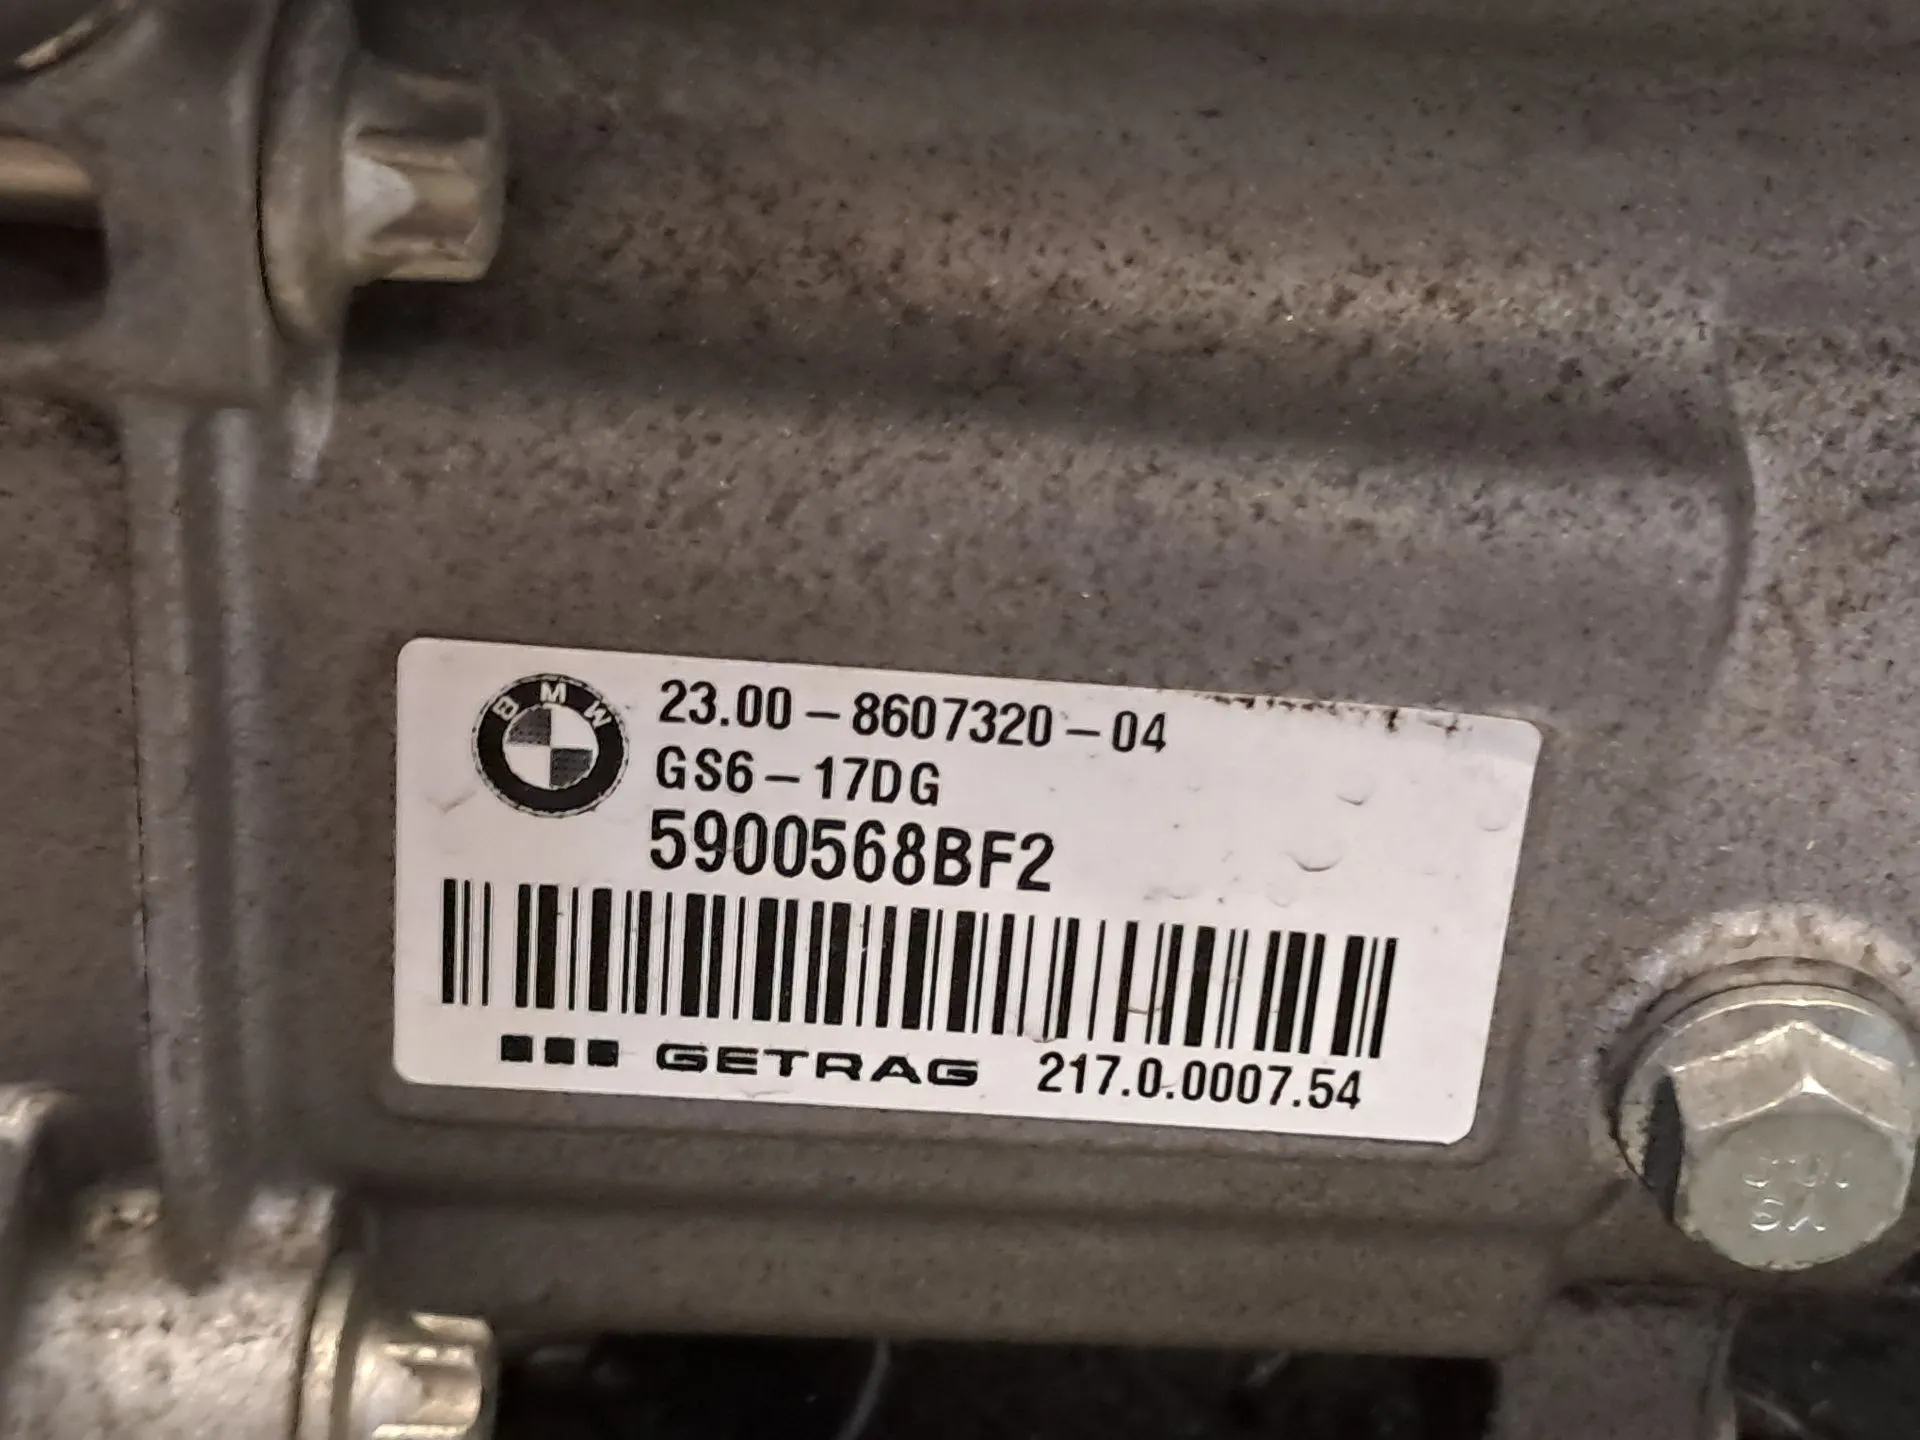 BMW
23.00-8607320-04
GS6-17DG
5900568BF2
GETRAG 217.0.0007.54